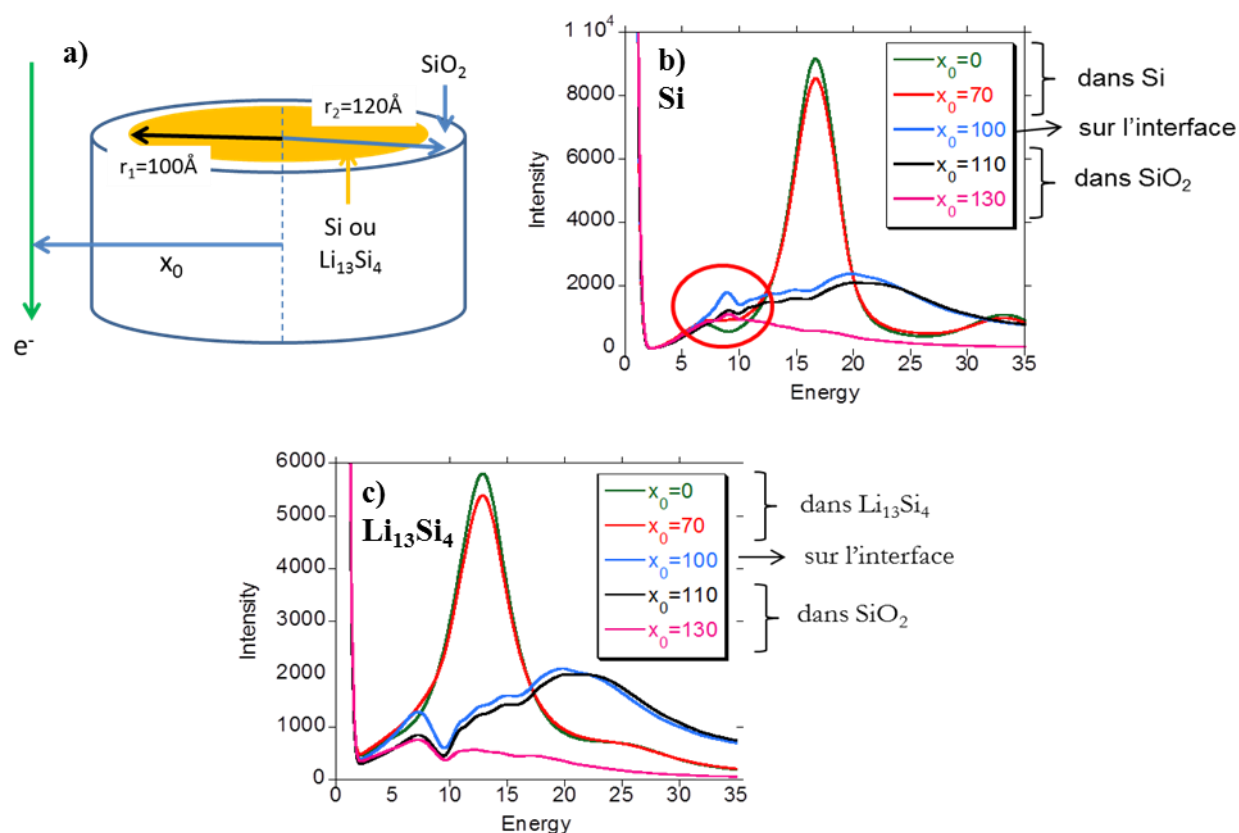 a)
SiO2
r2=120Å
r1=100Å
Si ou
Li13Si4
x0
e-
b)
Si
1 10^4
8000
6000
4000
2000
0
Intensity
0 5 10 15 20 25 30 35
Energy
x0=0
x0=70
x0=100
x0=110
x0=130
dans Si
sur l'interface
dans SiO2
c)
Li13Si4
6000
5000
4000
3000
2000
1000
0
Intensity
0 5 10 15 20 25 30 35
Energy
x0=0
x0=70
x0=100
x0=110
x0=130
dans Li13Si4
sur l'interface
dans SiO2